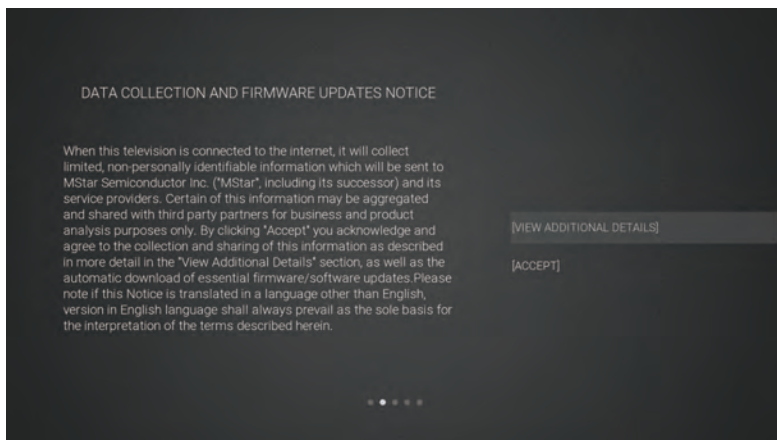 DATA COLLECTION AND FIRMWARE UPDATES NOTICE
When this television is connected to the internet, it will collect
limited, non-personally identifiable information which will be sent to
MStar Semiconductor Inc. ("MStar", including its successor) and its
service providers. Certain of this information may be aggregated
and shared with third party partners for business and product
analysis purposes only. By clicking "Accept" you acknowledge and
agree to the collection and sharing of this information as described
in more detail in the "View Additional Details" section, as well as the
automatic download of essential firmware/software updates.Please
note if this Notice is translated in a language other than English,
version in English language shall always prevail as the sole basis for
the interpretation of the terms described herein.
[VIEW ADDITIONAL DETAILS]
[ACCEPT]